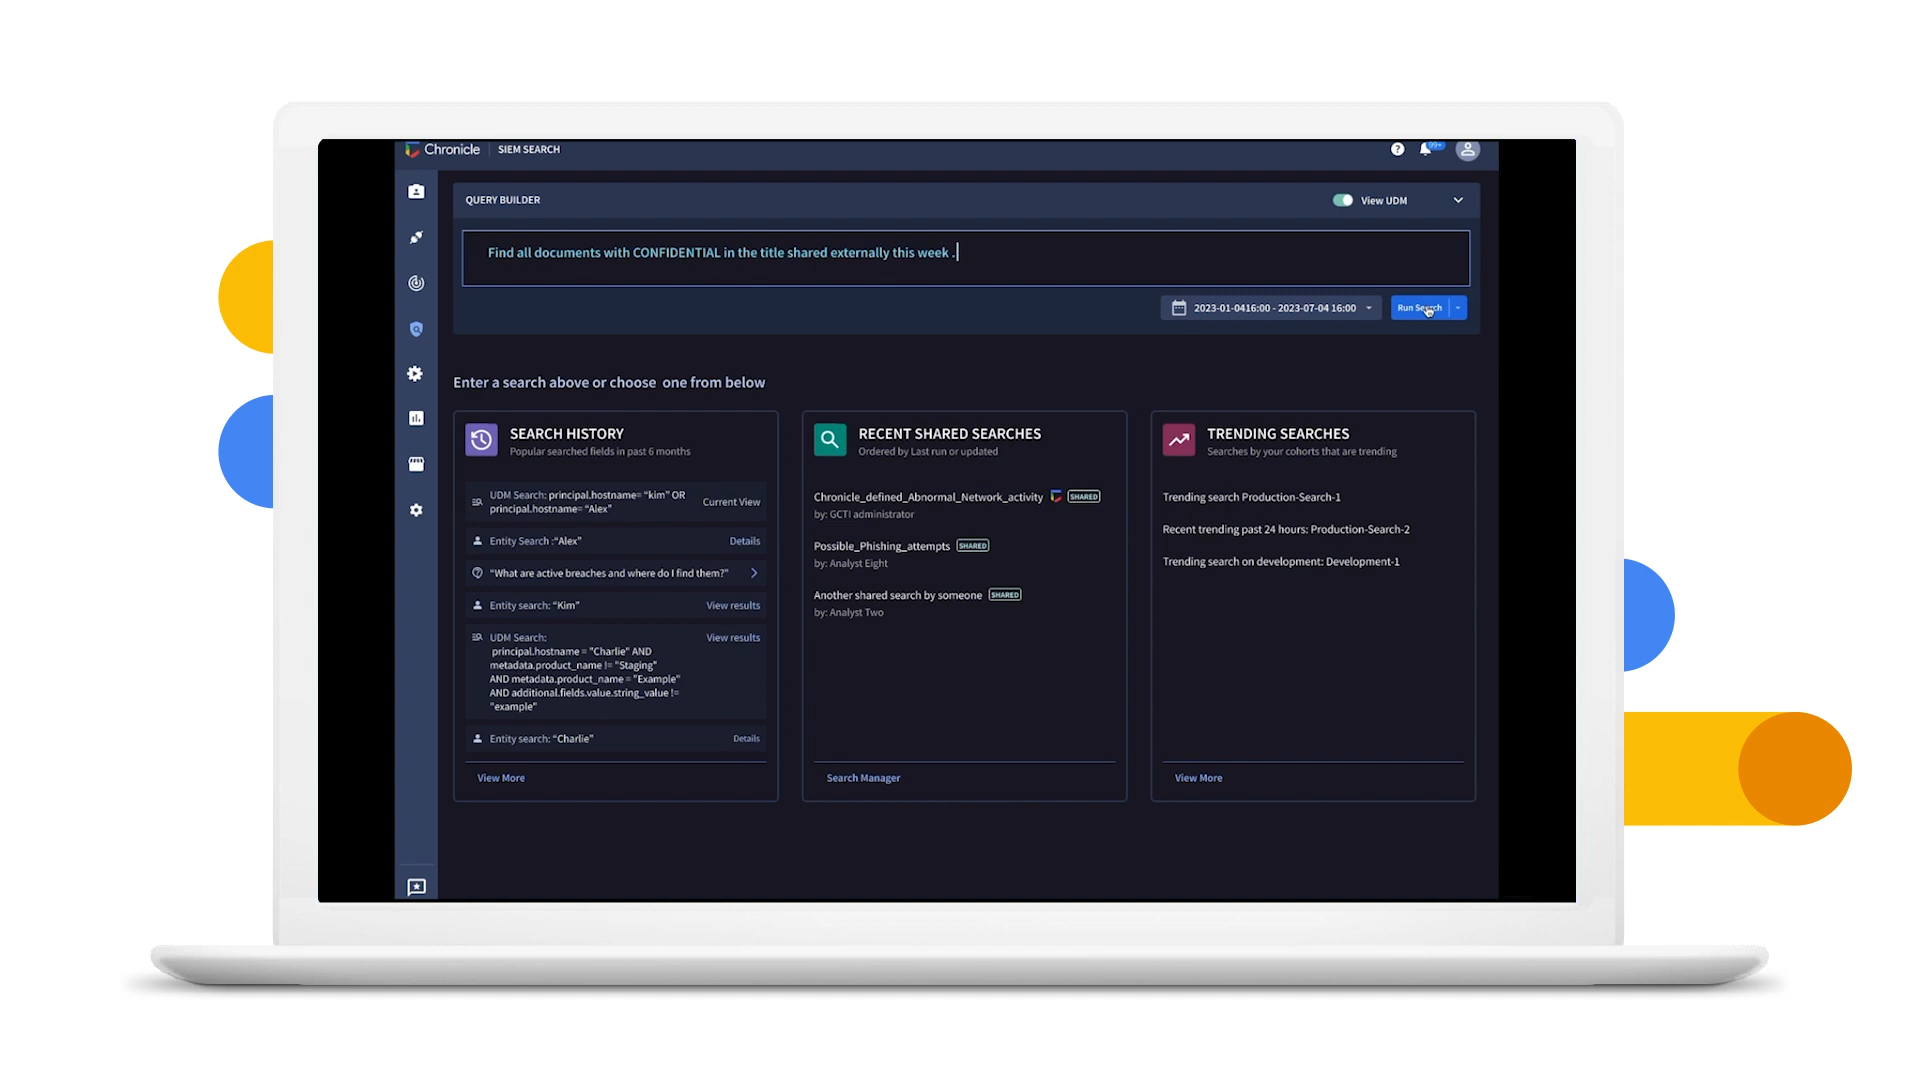 Chronicle
SIEM SEARCH
99+
QUERY BUILDER
View UDM
Find all documents with CONFIDENTIAL in the title shared externally this week .
2023-01-0416:00 - 2023-07-04 16:00
Run Search
Enter a search above or choose one from below
SEARCH HISTORY
Popular searched fields in past 6 months
UDM Search: principal.hostname= “kim” OR
principal.hostname= “Alex”
Current View
Entity Search :“Alex”
Details
“What are active breaches and where do I find them?”
Entity search: “Kim”
View results
UDM Search:
View results
principal.hostname = "Charlie" AND
metadata.product_name != "Staging"
AND metadata.product_name = "Example"
AND additional.fields.value.string_value !=
"example"
Entity search: “Charlie”
Details
View More
RECENT SHARED SEARCHES
Ordered by Last run or updated
Chronicle_defined_Abnormal_Network_activity
SHARED
by: GCTI administrator
Possible_Phishing_attempts
SHARED
by: Analyst Eight
Another shared search by someone
SHARED
by: Analyst Two
Search Manager
TRENDING SEARCHES
Searches by your cohorts that are trending
Trending search Production-Search-1
Recent trending past 24 hours: Production-Search-2
Trending search on development: Development-1
View More